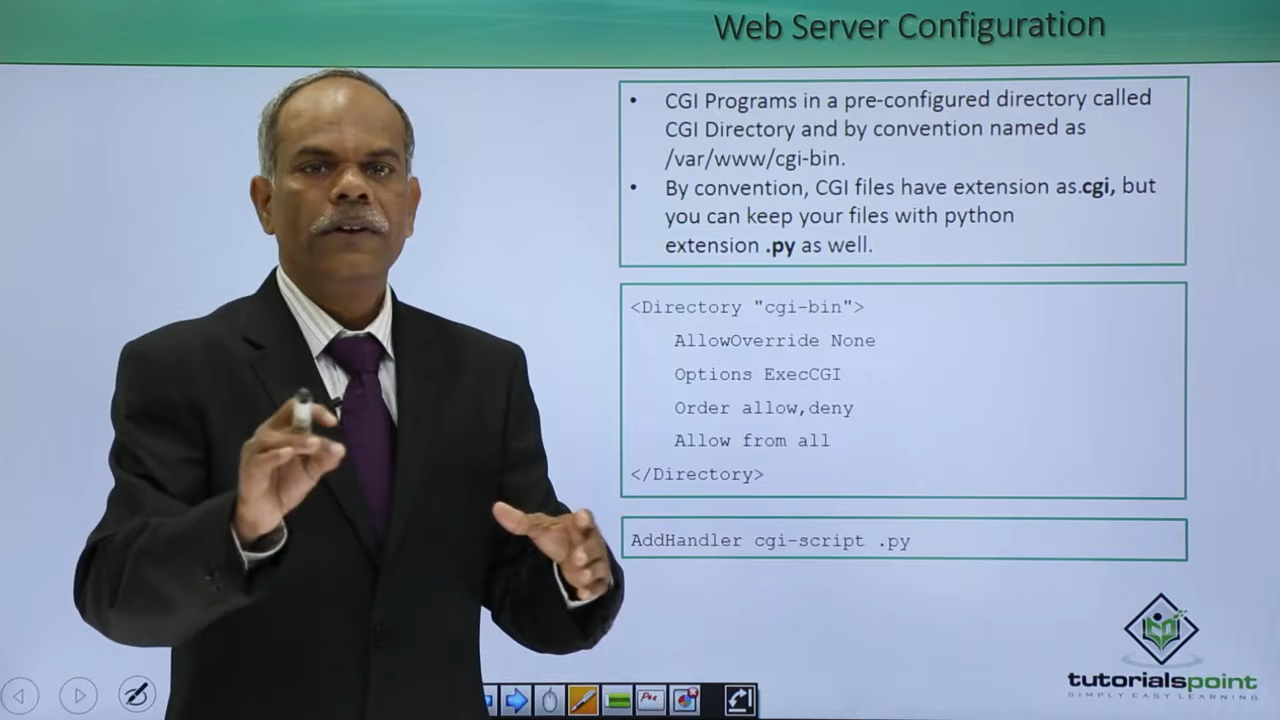 Web Server Configuration
• CGI Programs in a pre-configured directory called
CGI Directory and by convention named as
/var/www/cgi-bin.
• By convention, CGI files have extension as.cgi, but
you can keep your files with python
extension .py as well.
<Directory "cgi-bin">
AllowOverride None
Options ExecCGI
Order allow,deny
Allow from all
</Directory>
AddHandler cgi-script .py
tutorialspoint
SIMPLY EASY LEARNING